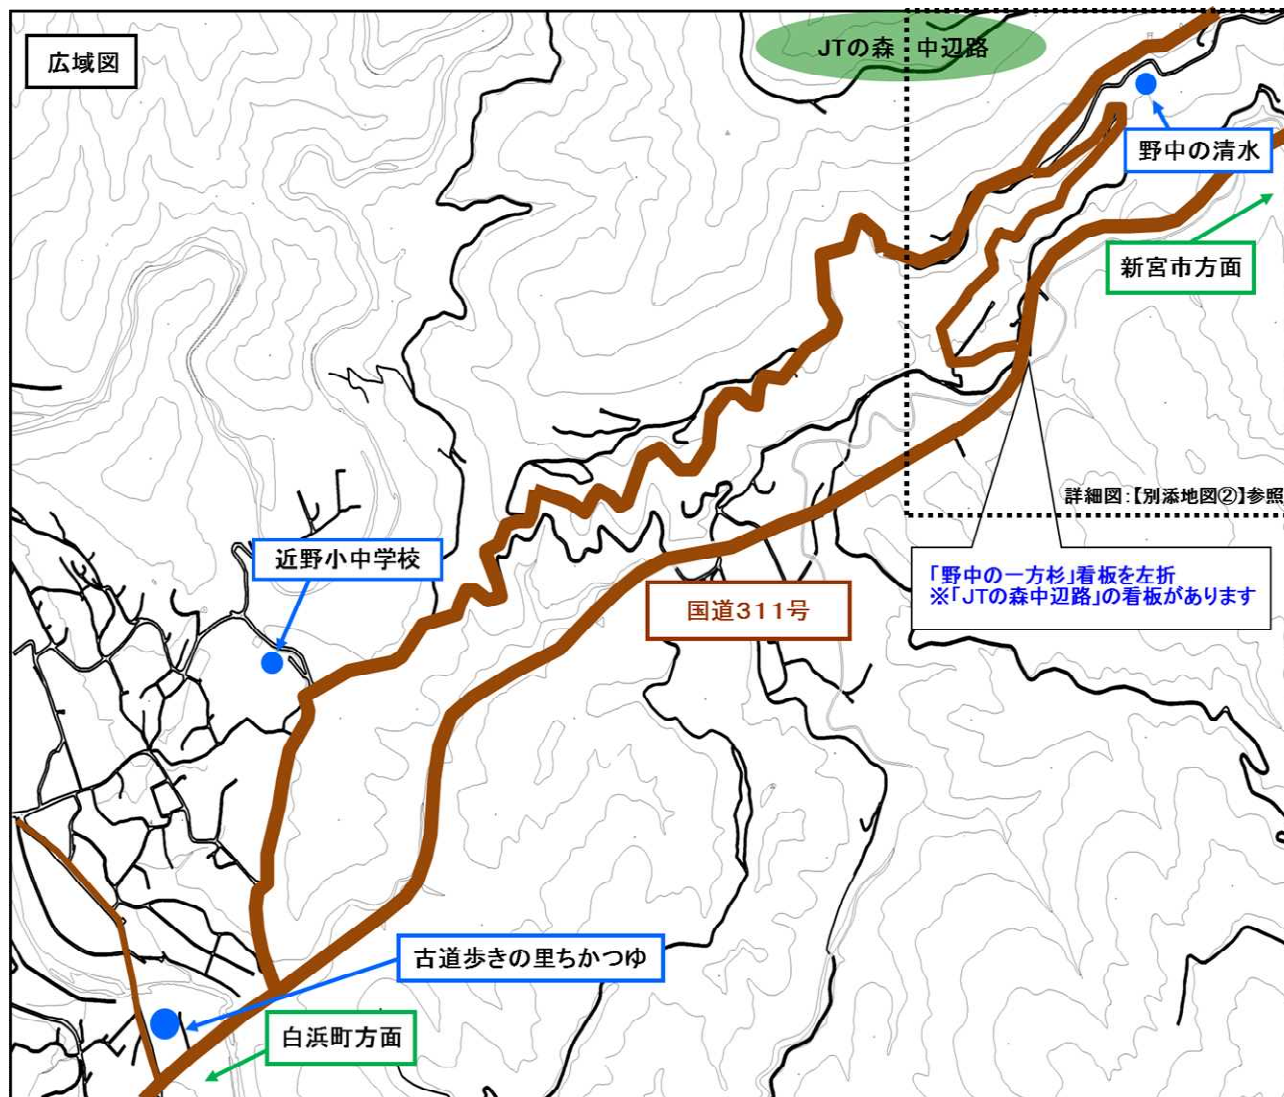 広域図
JTの森 中辺路
野中の清水
新宮市方面
詳細図:【別添地図②】参照
近野小中学校
「野中の一方杉」看板を左折
※「JTの森中辺路」の看板があります
国道311号
古道歩きの里ちかつゆ
白浜町方面